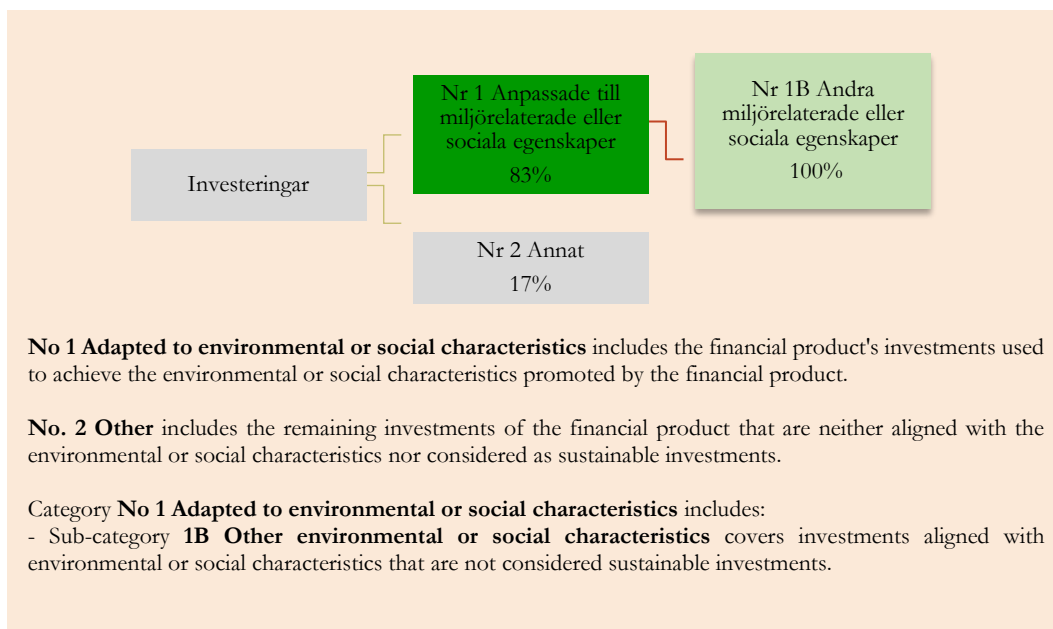 Nr 1 Anpassade till
miljörelaterade eller
sociala egenskaper
83%
Nr 1B Andra
miljörelaterade eller
sociala egenskaper
100%
Investeringar
Nr 2 Annat
17%
No 1 Adapted to environmental or social characteristics includes the financial product's investments used
to achieve the environmental or social characteristics promoted by the financial product.
No. 2 Other includes the remaining investments of the financial product that are neither aligned with the
environmental or social characteristics nor considered as sustainable investments.
Category No 1 Adapted to environmental or social characteristics includes:
- Sub-category 1B Other environmental or social characteristics covers investments aligned with
environmental or social characteristics that are not considered sustainable investments.